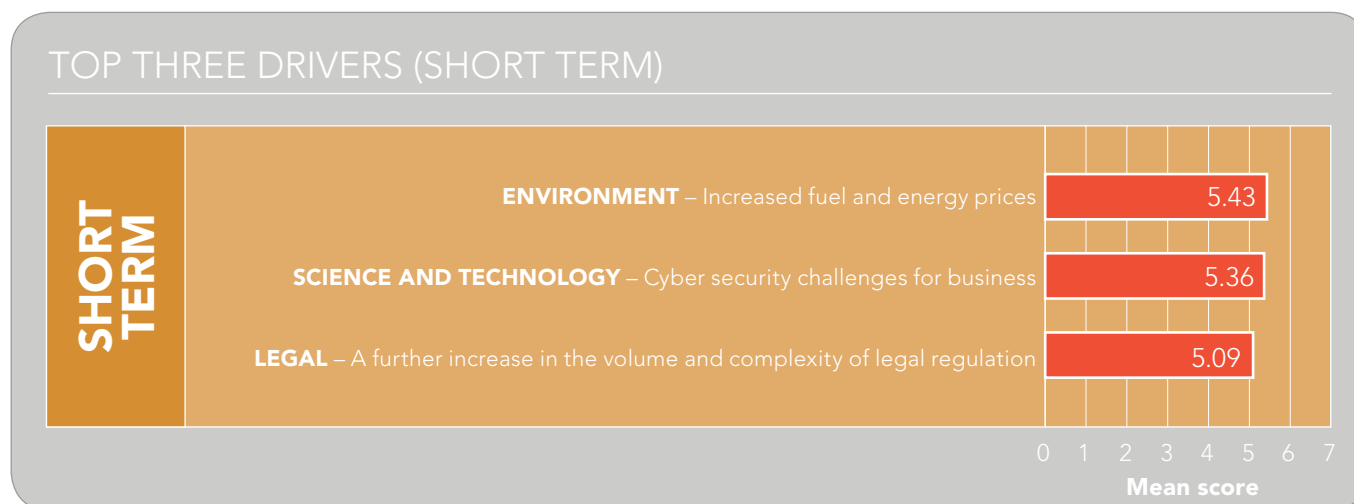 TOP THREE DRIVERS (SHORT TERM)
SHORT
TERM
ENVIRONMENT – Increased fuel and energy prices
5.43
SCIENCE AND TECHNOLOGY – Cyber security challenges for business
5.36
LEGAL – A further increase in the volume and complexity of legal regulation
5.09
0 1 2 3 4 5 6 7
Mean score